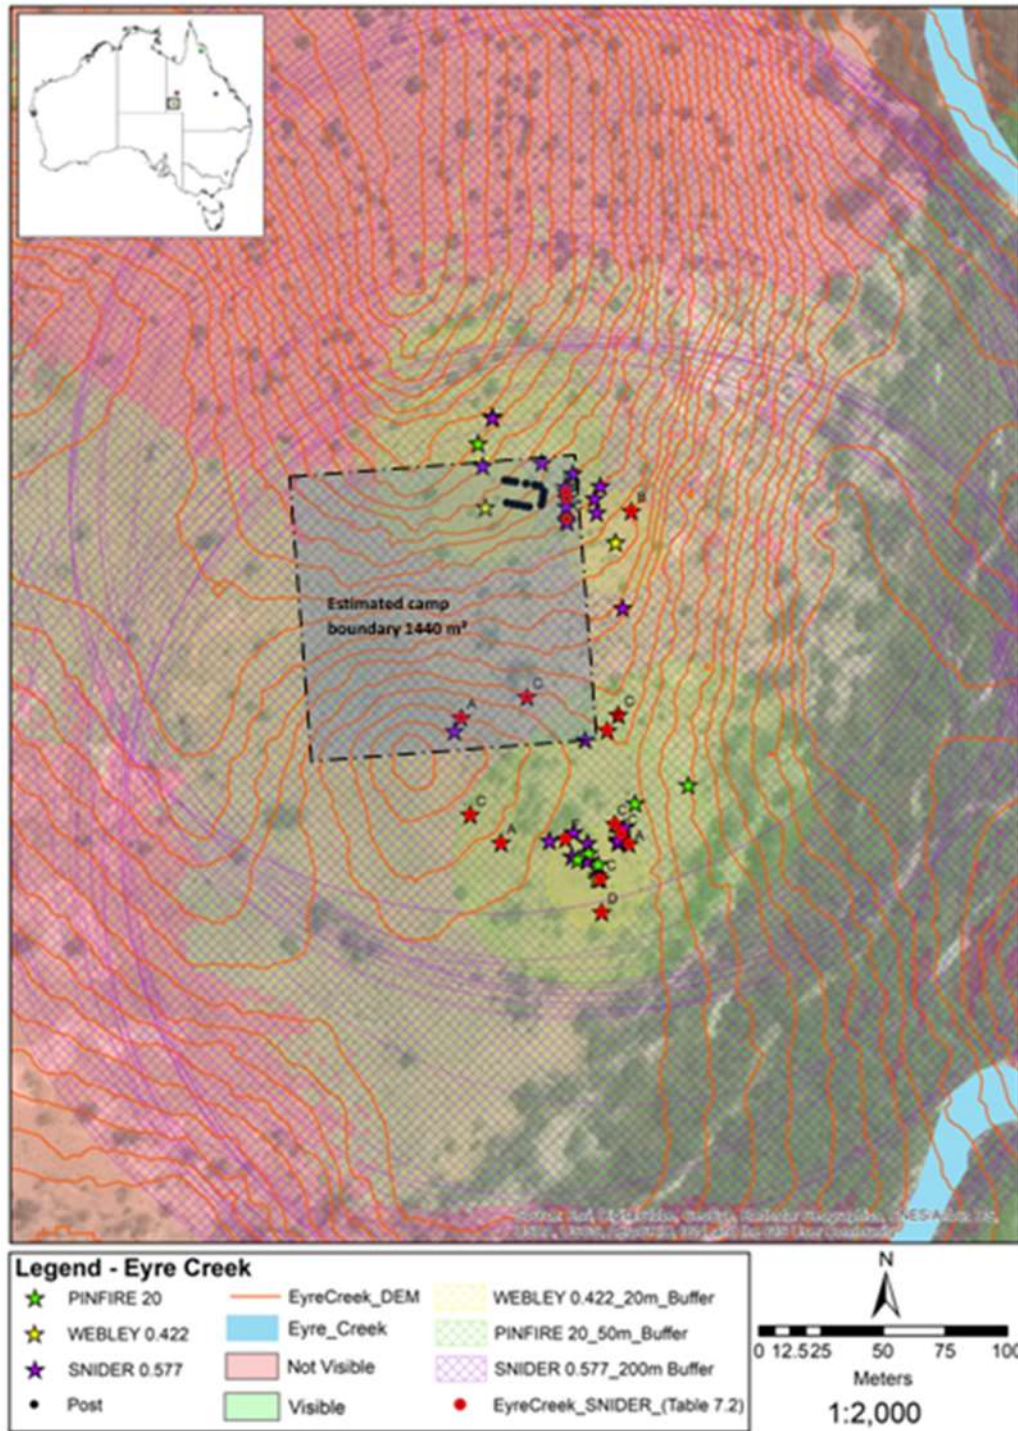 B
Estimated camp
boundary 1440 m²
C
A
C
C
A
C
A
C
D
Legend - Eyre Creek
PINFIRE 20
WEBLEY 0.422
SNIDER 0.577
Post
EyreCreek_DEM
Eyre_Creek
Not Visible
Visible
WEBLEY 0.422_20m_Buffer
PINFIRE 20_50m_Buffer
SNIDER 0.577_200m Buffer
EyreCreek_SNIDER_(Table 7.2)
N
0 12.525 50 75 100
Meters
1:2,000